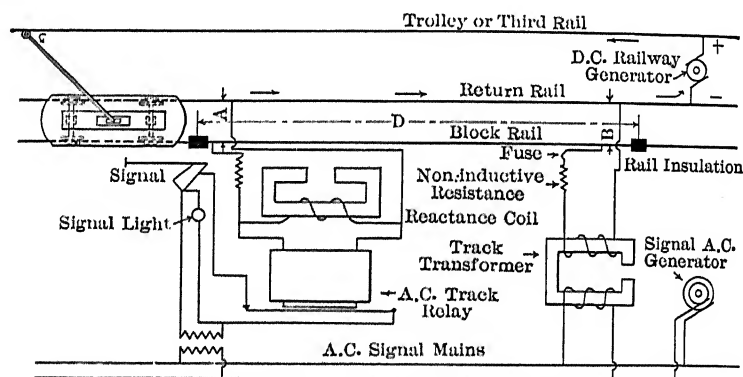 Trolley or Third Rail
+
D.C. Railway
Generator
Return Rail
−
A
D
B
Block Rail
Fuse
Rail Insulation
Signal
Non-inductive
Resistance
Signal Light
Reactance Coil
Track
Transformer
Signal A.C.
Generator
A.C. Track
Relay
A.C. Signal Mains